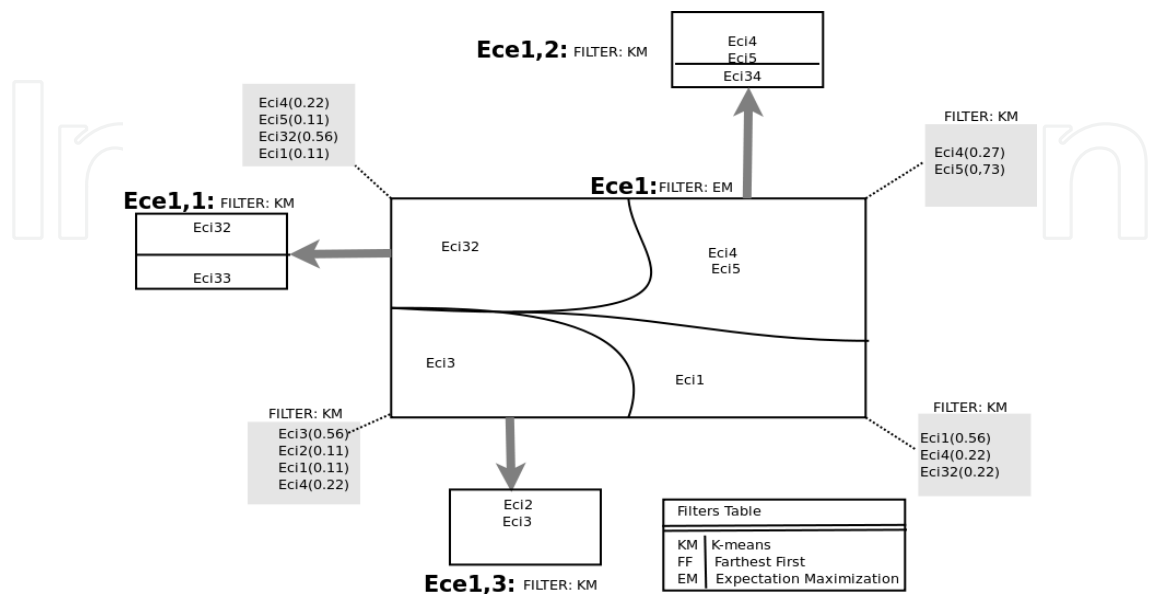 Eci4
Eci5
Eci34
Ece1,2: FILTER: KM
Eci4(0.22)
Eci5(0.11)
Eci32(0.56)
Eci1(0.11)
FILTER: KM
Eci4(0.27)
Eci5(0,73)
Ece1: FILTER: EM
Ece1,1: FILTER: KM
Eci32
Eci33
Eci32
Eci4
Eci5
Eci3
Eci1
FILTER: KM
Eci3(0.56)
Eci2(0.11)
Eci1(0.11)
Eci4(0.22)
FILTER: KM
Eci1(0.56)
Eci4(0.22)
Eci32(0.22)
Eci2
Eci3
Ece1,3: FILTER: KM
Filters Table
KM K-means
FF Farthest First
EM Expectation Maximization